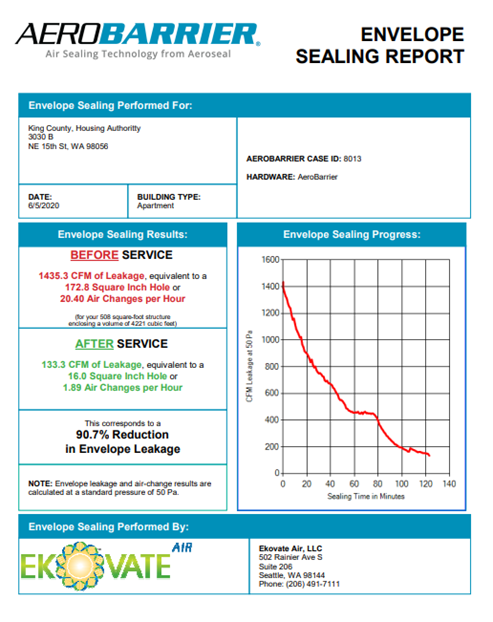 AEROBARRIER®
Air Sealing Technology from Aeroseal
ENVELOPE
SEALING REPORT
Envelope Sealing Performed For:
King County, Housing Authoritty
3030 B
NE 15th St, WA 98056
AEROBARRIER CASE ID: 8013
HARDWARE: AeroBarrier
DATE:
6/5/2020
BUILDING TYPE:
Apartment
Envelope Sealing Results:
BEFORE SERVICE
1435.3 CFM of Leakage, equivalent to a
172.8 Square Inch Hole or
20.40 Air Changes per Hour
(for your 508 square-foot structure
enclosing a volume of 4221 cubic feet)
AFTER SERVICE
133.3 CFM of Leakage, equivalent to a
16.0 Square Inch Hole or
1.89 Air Changes per Hour
This corresponds to a
90.7% Reduction
in Envelope Leakage
NOTE: Envelope leakage and air-change results are
calculated at a standard pressure of 50 Pa.
Envelope Sealing Progress:
CFM Leakage at 50 Pa
1600
1400
1200
1000
800
600
400
200
0
0 20 40 60 80 100 120 140
Sealing Time in Minutes
Envelope Sealing Performed By:
EKOVATE AIR
Ekovate Air, LLC
502 Rainier Ave S
Suite 206
Seattle, WA 98144
Phone: (206) 491-7111